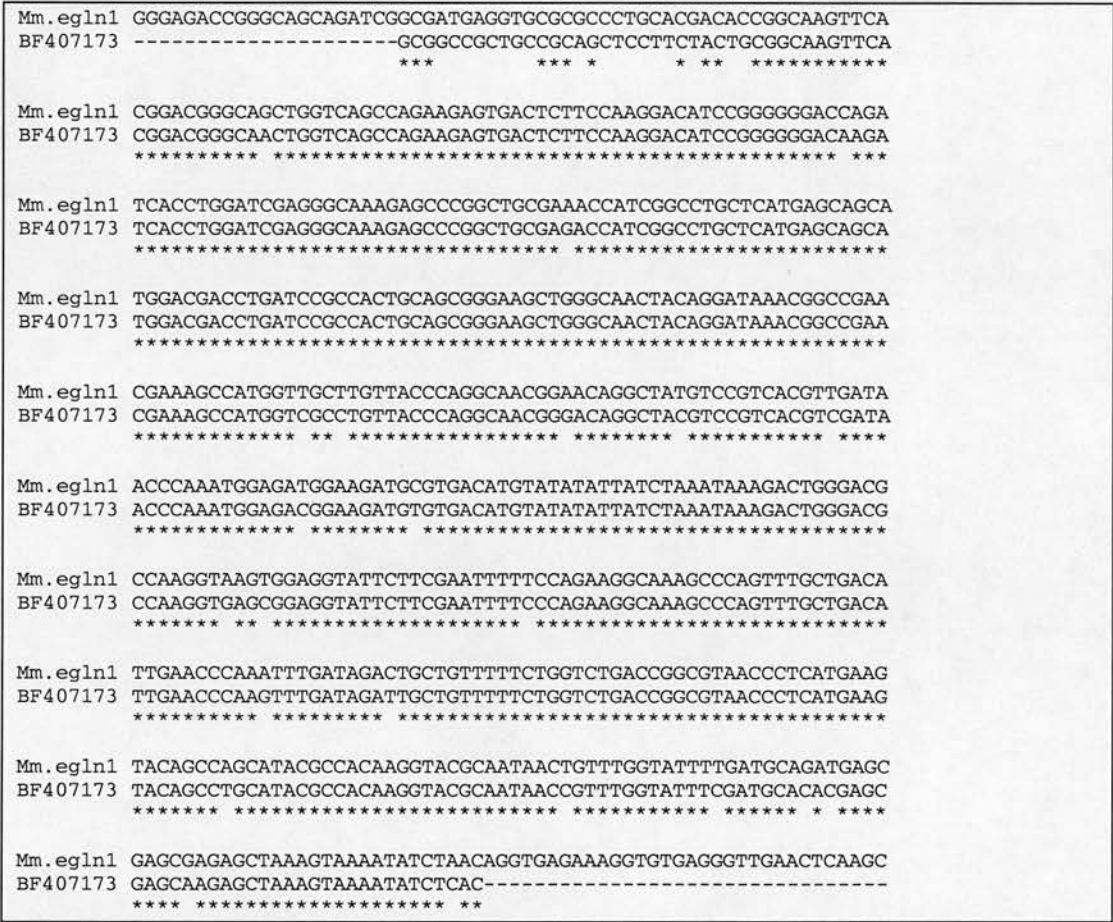 Mm.egln1 GGGAGACCGGGCAGCAGATCGGCGATGAGGTGCGCGCCCTGCACGACACCGGCAAGTTCA
BF407173 ---------------------GCGGCCGCTGCCGCAGCTCCTTCTACTGCGGCAAGTTCA
*** *** * * ** ***********
Mm.egln1 CGGACGGGCAGCTGGTCAGCCAGAAGAGTGACTCTTCCAAGGACATCCGGGGGGACCAGA
BF407173 CGGACGGGCAACTGGTCAGCCAGAAGAGTGACTCTTCCAAGGACATCCGGGGGGACAAGA
********** ********************************************* ***
Mm.egln1 TCACCTGGATCGAGGGCAAAGAGCCCGGCTGCGAAACCATCGGCCTGCTCATGAGCAGCA
BF407173 TCACCTGGATCGAGGGCAAAGAGCCCGGCTGCGAGACCATCGGCCTGCTCATGAGCAGCA
********************************** *************************
Mm.egln1 TGGACGACCTGATCCGCCACTGCAGCGGGAAGCTGGGCAACTACAGGATAAACGGCCGAA
BF407173 TGGACGACCTGATCCGCCACTGCAGCGGGAAGCTGGGCAACTACAGGATAAACGGCCGAA
************************************************************
Mm.egln1 CGAAAGCCATGGTTGCTTGTTACCCAGGCAACGGAACAGGCTATGTCCGTCACGTTGATA
BF407173 CGAAAGCCATGGTCGCCTGTTACCCAGGCAACGGGACAGGCTACGTCCGTCACGTCGATA
************* ** ***************** ******** *********** ****
Mm.egln1 ACCCAAATGGAGATGGAAGATGCGTGACATGTATATATTATCTAAATAAAGACTGGGACG
BF407173 ACCCAAATGGAGACGGAAGATGTGTGACATGTATATATTATCTAAATAAAGACTGGGACG
************* ******** *************************************
Mm.egln1 CCAAGGTAAGTGGAGGTATTCTTCGAATTTTTCCAGAAGGCAAAGCCCAGTTTGCTGACA
BF407173 CCAAGGTGAGCGGAGGTATTCTTCGAATTTTCCCAGAAGGCAAAGCCCAGTTTGCTGACA
******* ** ******************** ****************************
Mm.egln1 TTGAACCCAAATTTGATAGACTGCTGTTTTTCTGGTCTGACCGGCGTAACCCTCATGAAG
BF407173 TTGAACCCAAGTTTGATAGATTGCTGTTTTTCTGGTCTGACCGGCGTAACCCTCATGAAG
********** ********* ***************************************
Mm.egln1 TACAGCCAGCATACGCCACAAGGTACGCAATAACTGTTTGGTATTTTGATGCAGATGAGC
BF407173 TACAGCCTGCATACGCCACAAGGTACGCAATAACCGTTTGGTATTTCGATGCACACGAGC
******* ************************** *********** ****** * ****
Mm.egln1 GAGCGAGAGCTAAAGTAAAATATCTAACAGGTGAGAAAGGTGTGAGGGTTGAACTCAAGC
BF407173 GAGCAAGAGCTAAAGTAAAATATCTCAC--------------------------------
**** ******************** **